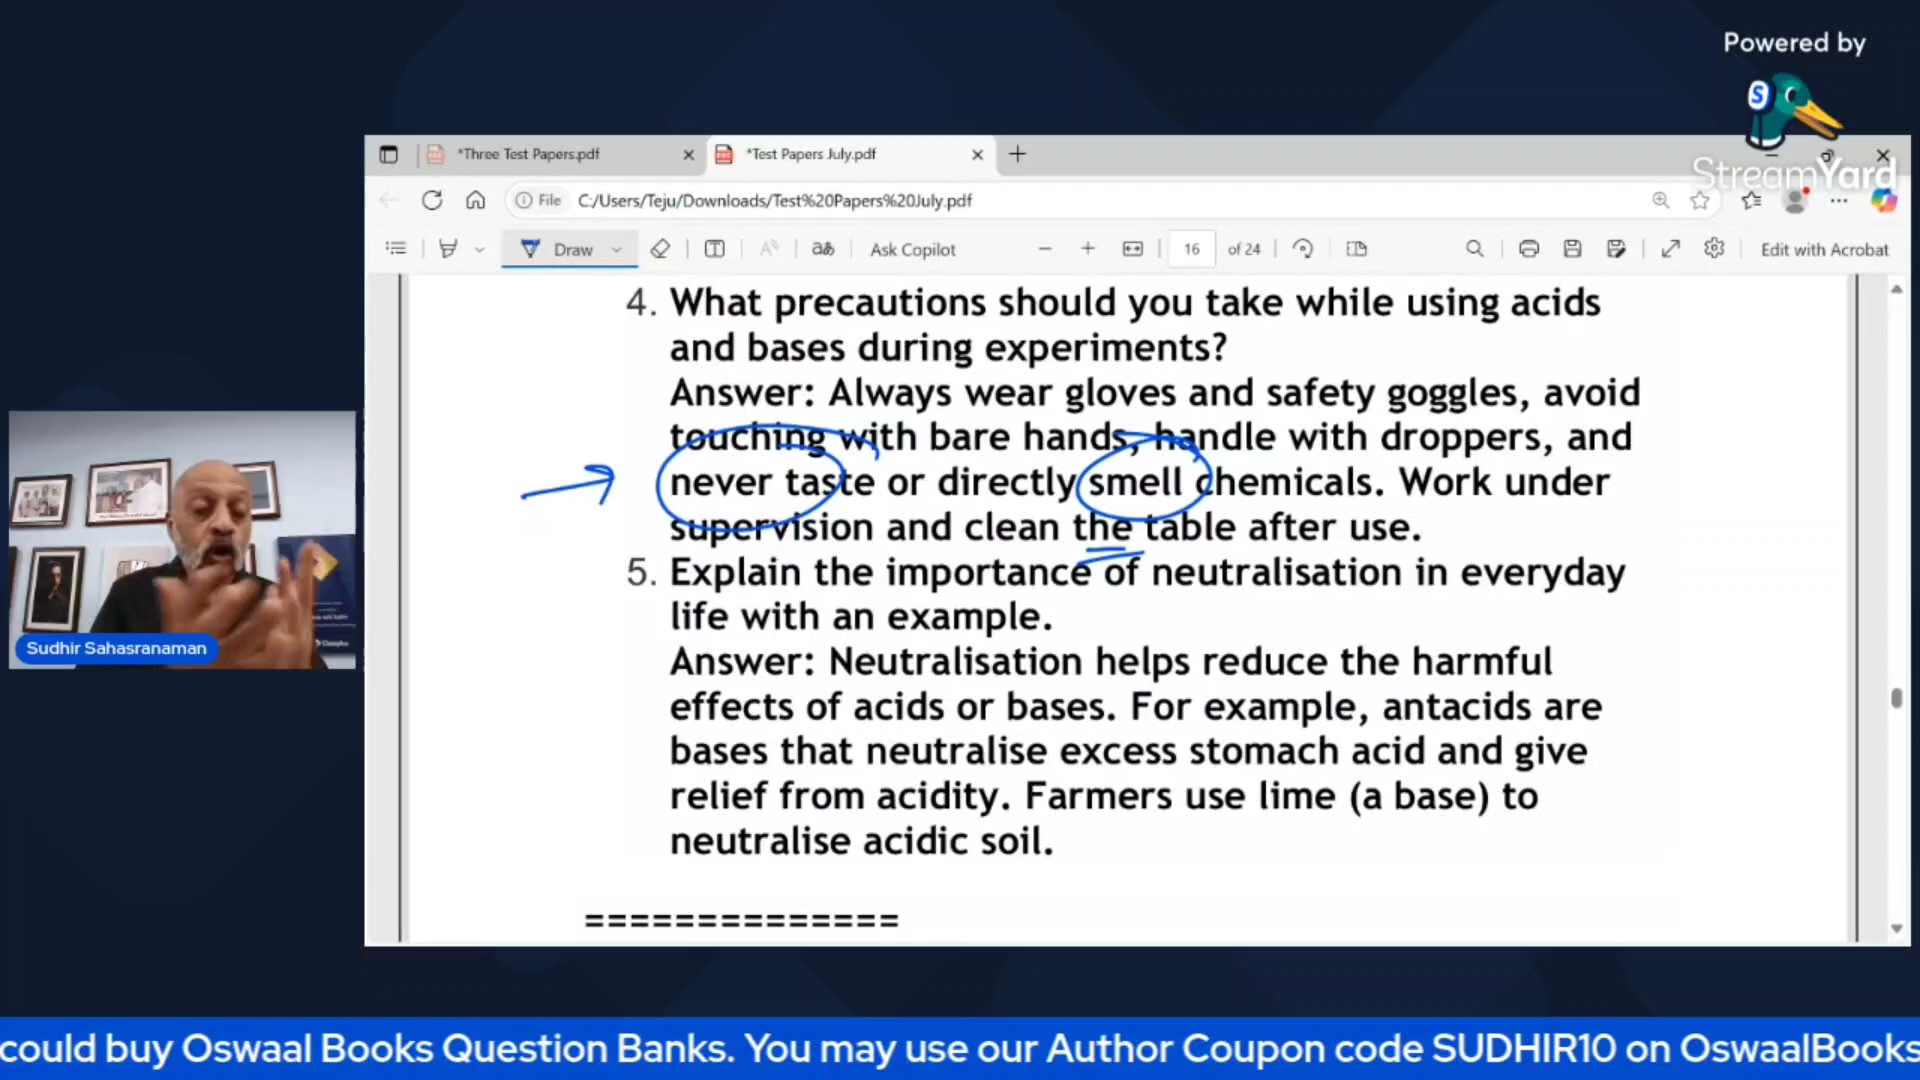 Powered by
StreamYard
*Three Test Papers.pdf
*Test Papers July.pdf
File C:/Users/Teju/Downloads/Test%20Papers%20July.pdf
Draw
Ask Copilot
16 of 24
Edit with Acrobat
4. What precautions should you take while using acids
and bases during experiments?
Answer: Always wear gloves and safety goggles, avoid
touching with bare hands, handle with droppers, and
never taste or directly smell chemicals. Work under
supervision and clean the table after use.
5. Explain the importance of neutralisation in everyday
life with an example.
Answer: Neutralisation helps reduce the harmful
effects of acids or bases. For example, antacids are
bases that neutralise excess stomach acid and give
relief from acidity. Farmers use lime (a base) to
neutralise acidic soil.
==============
Sudhir Sahasranaman
could buy Oswaal Books Question Banks. You may use our Author Coupon code SUDHIR10 on OswaalBooks